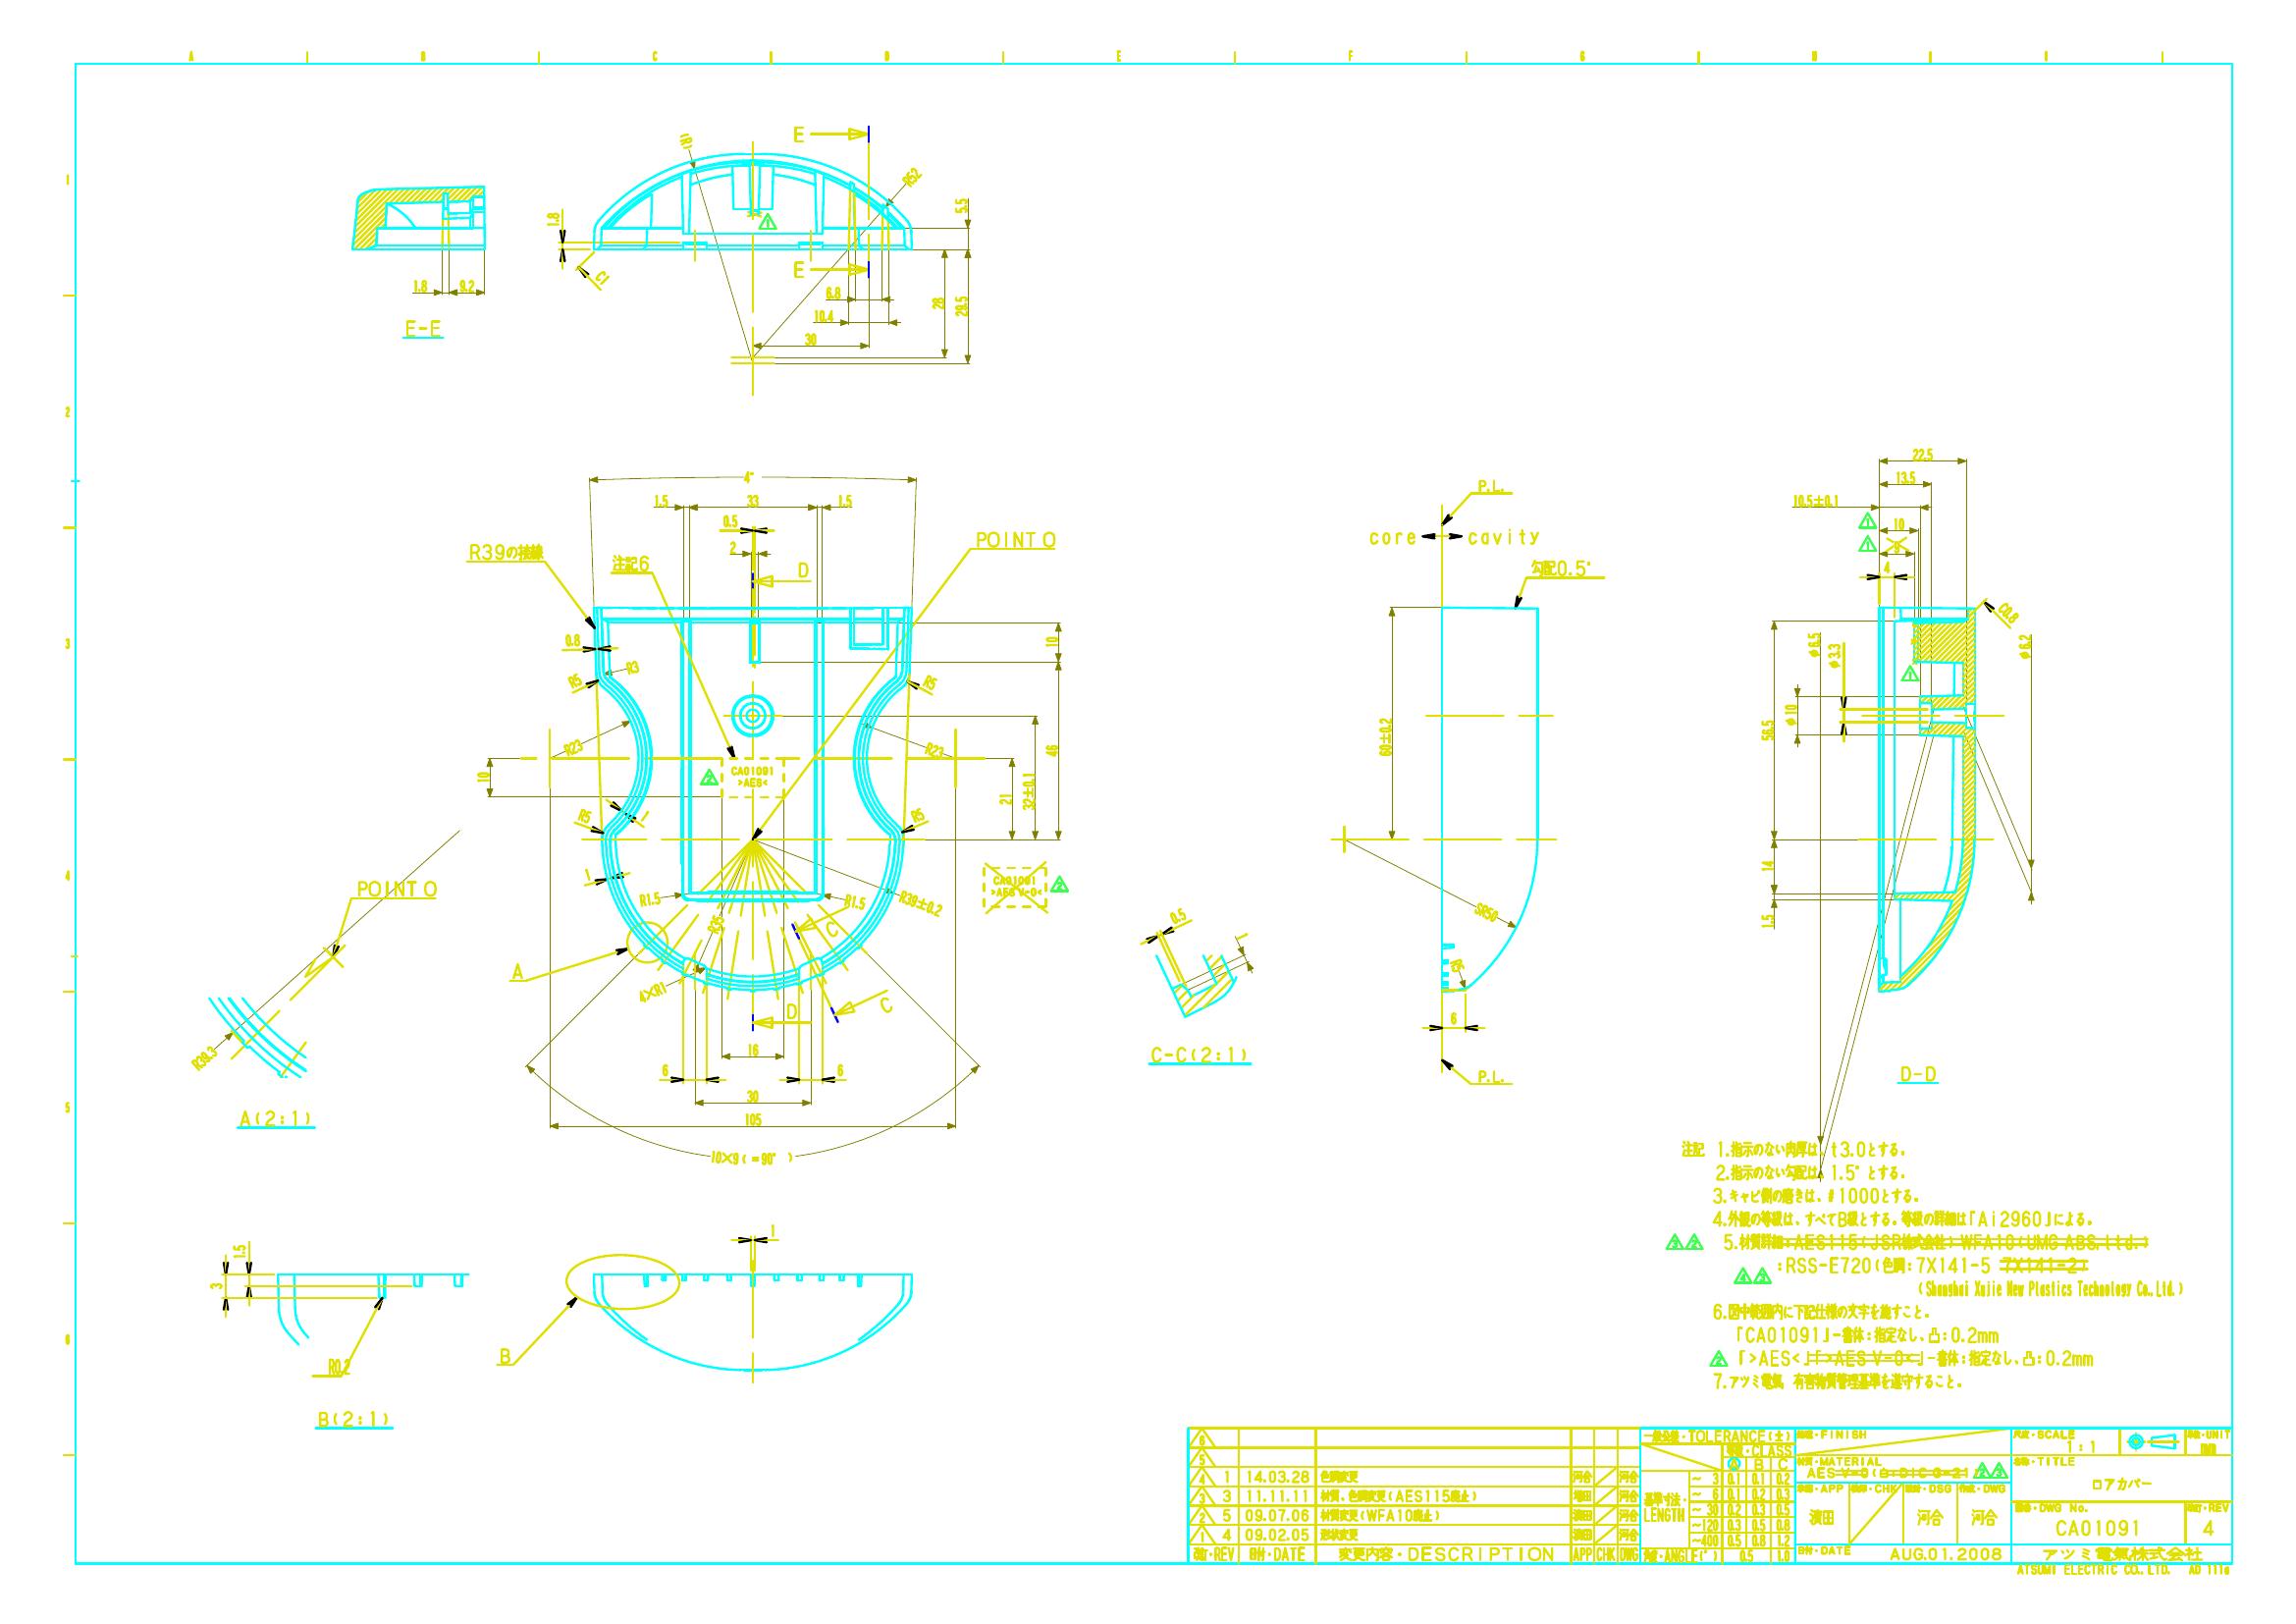 A B C D E F G H
1
2
3
4
5
6
E
E
R52
1.8
5.5
C1
1.8 9.2
6.8
10.4
30
28
29.5
E-E
4°
1.5 33 1.5
0.5
2
D
POINT O
R39の接線
注記6
0.8
R3
R5
R5
R23
R23
10
10
46
32±0.1
21
CA01091
>AES<
R5
R5
1
1
CA01091
>AES V-0<
R1.5
R1.5
R35
R39±0.2
C
C
A
4×R1
D
16
6
6
30
105
10×9(=90°)
POINT O
R39.3
A(2:1)
P.L.
core cavity
勾配0.5°
60±0.2
SR50
6
P.L.
0.5
1
C-C(2:1)
22.5
13.5
10.5±0.1
10
9
4
C0.8
φ6.5
φ3.3
φ6.2
φ10
56.5
14
1.5
D-D
1.5
3
R0.2
B(2:1)
1
B
注記 1.指示のない肉厚は、t3.0とする。
2.指示のない勾配は、1.5°とする。
3.キャビ側の磨きは、#1000とする。
4.外観の等級は、すべてB級とする。等級の詳細は「Ai2960」による。
5.材質詳細:AES115(JSR株式会社) WFA10(UMG ABS,Ltd.)
:RSS-E720(色調:7X141-5 7X141-2)
(Shanghai Xujie New Plastics Technology Co.,Ltd.)
6.図中範囲内に下記仕様の文字を施すこと。
「CA01091」-書体:指定なし、凸:0.2mm
「>AES<」「>AES V-0<」-書体:指定なし、凸:0.2mm
7.アツミ電氣 有害物質管理基準を遵守すること。
6
5
4 1 14.03.28 色調変更 河合 河合
3 3 11.11.11 材質、色調変更(AES115廃止) 増田 河合
2 5 09.07.06 材質変更(WFA10廃止) 濱田 河合
1 4 09.02.05 形状変更 濱田 河合
改訂・REV 日付・DATE 変更内容・DESCRIPTION APP CHK DWG
一般公差・TOLERANCE(±)
等級・CLASS
A B C
基準寸法・LENGTH
~ 3 0.1 0.1 0.2
~ 6 0.1 0.2 0.3
~ 30 0.2 0.3 0.5
~120 0.3 0.5 0.8
~400 0.5 0.8 1.2
角度・ANGLE(°) 0.5 1.0
処理・FINISH
材質・MATERIAL
AES V-0(白:DIC G-2)
承認・APP 検図・CHK 設計・DSG 作成・DWG
濱田 河合 河合
日付・DATE AUG.01.2008
尺度・SCALE
1:1
単位・UNIT
mm
名称・TITLE
ロアカバー
図番・DWG No.
CA01091
改訂・REV
4
アツミ電氣株式会社
ATSUMI ELECTRIC CO.,LTD. AD 111d